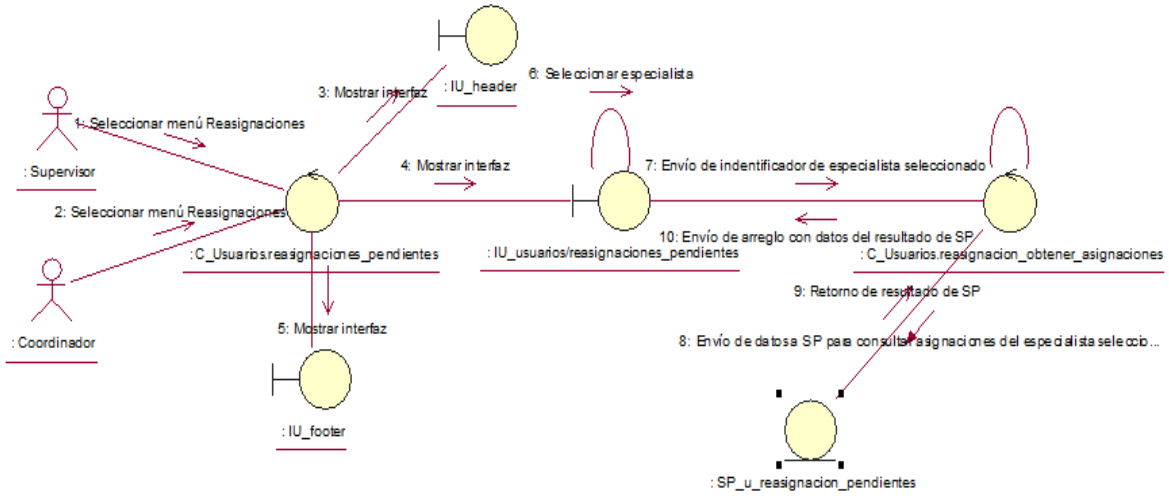 : IU_header
6: Seleccionar especialista
3: Mostrar interfaz
1: Seleccionar menú Reasignaciones
: Supervisor
4: Mostrar interfaz
7: Envío de indentificador de especialista seleccionado
2: Seleccionar menú Reasignaciones
10: Envío de arreglo con datos del resultado de SP
: C_Usuarios.reasignaciones_pendientes
: IU_usuarios/reasignaciones_pendientes
: C_Usuarios.reasignacion_obtener_asignaciones
9: Retorno de resultado de SP
5: Mostrar interfaz
: Coordinador
8: Envío de datos a SP para consultar asignaciones del especialista seleccio...
: IU_footer
: SP_u_reasignacion_pendientes